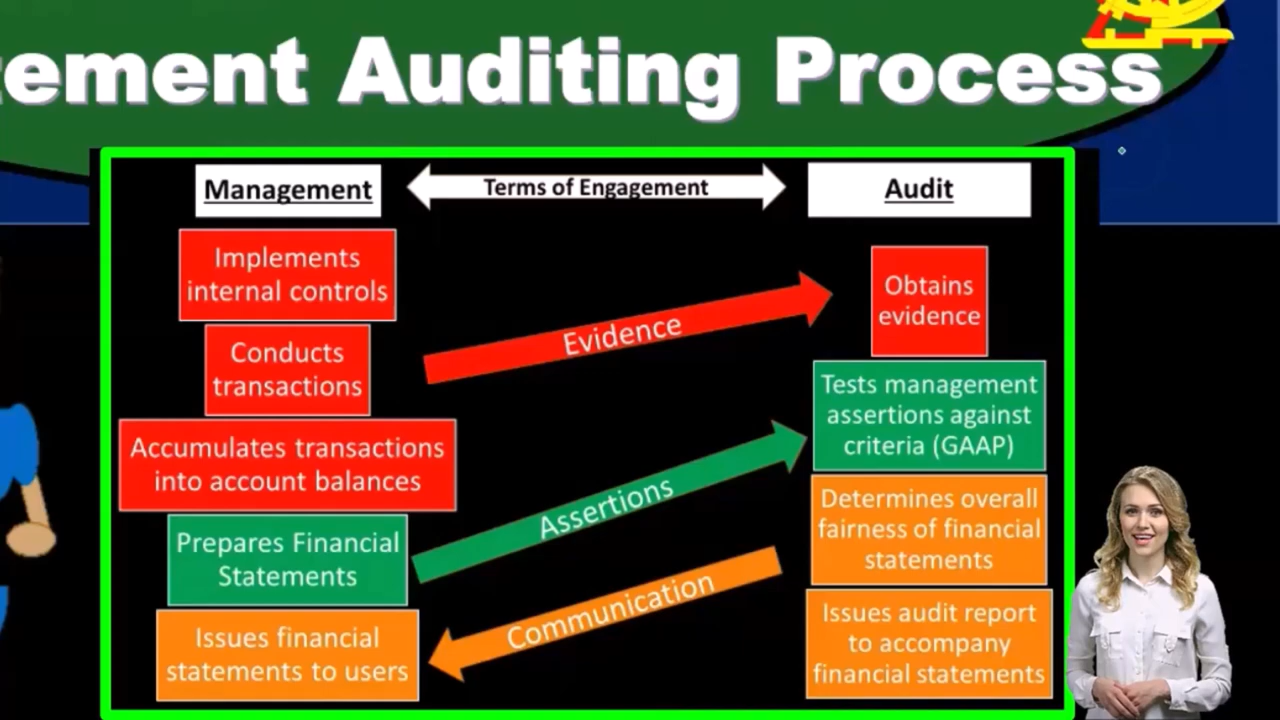 tement Auditing Process
Management
Terms of Engagement
Audit
Implements
internal controls
Conducts
transactions
Accumulates transactions
into account balances
Prepares Financial
Statements
Issues financial
statements to users
Evidence
Assertions
Communication
Obtains
evidence
Tests management
assertions against
criteria (GAAP)
Determines overall
fairness of financial
statements
Issues audit report
to accompany
financial statements